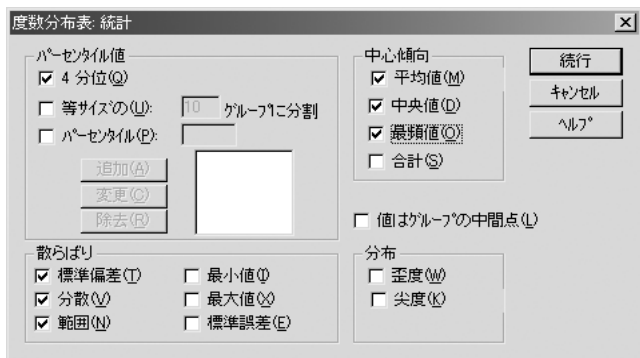 度数分布表: 統計
パーセンタイル値
4 分位(Q)
等サイズの(U): 10 グループに分割
パーセンタイル(P):
追加(A)
変更(C)
除去(R)
中心傾向
平均値(M)
中央値(D)
最頻値(O)
合計(S)
続行
キャンセル
ヘルプ
値はグループの中間点(L)
散らばり
標準偏差(T)
分散(V)
範囲(N)
最小値(I)
最大値(X)
標準誤差(E)
分布
歪度(W)
尖度(K)